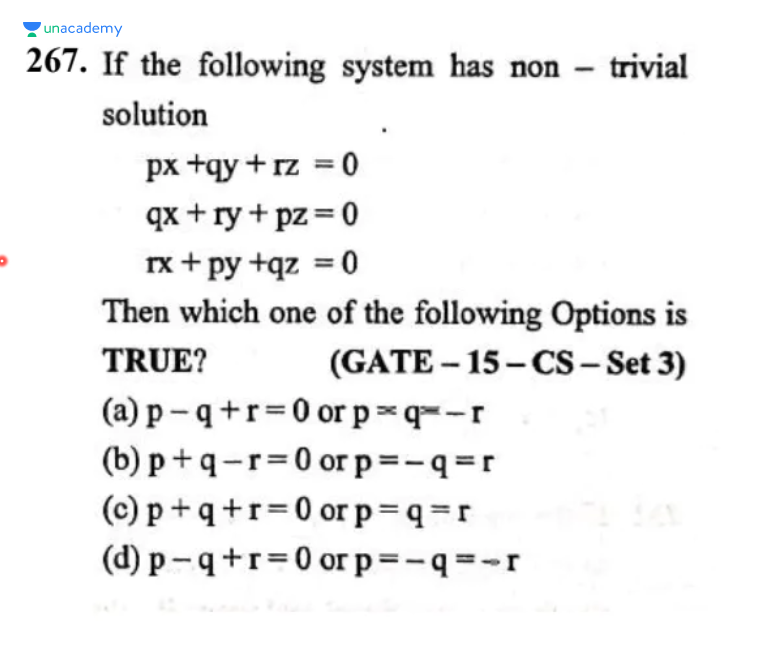 unacademy
267. If the following system has non – trivial
solution
px +qy + rz = 0
qx + ry + pz = 0
rx + py +qz = 0
Then which one of the following Options is
TRUE? (GATE – 15 – CS – Set 3)
(a) p – q + r = 0 or p = q = – r
(b) p + q – r = 0 or p = – q = r
(c) p + q + r = 0 or p = q = r
(d) p – q + r = 0 or p = – q = – r